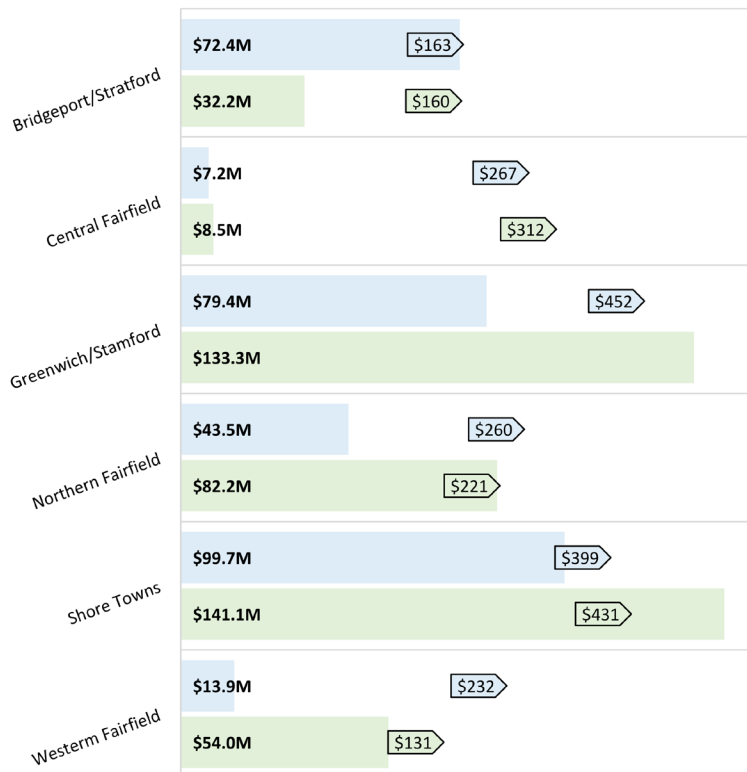 Bridgeport/Stratford
$72.4M $163
$32.2M $160
Central Fairfield
$7.2M $267
$8.5M $312
Greenwich/Stamford
$79.4M $452
$133.3M
Northern Fairfield
$43.5M $260
$82.2M $221
Shore Towns
$99.7M $399
$141.1M $431
Westerm Fairfield
$13.9M $232
$54.0M $131